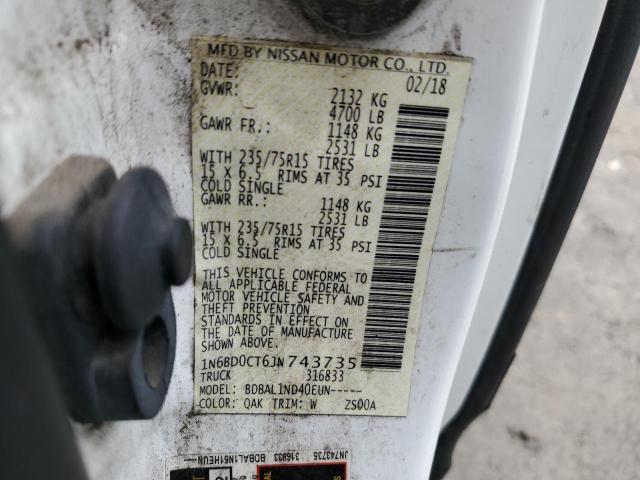 MFD BY NISSAN MOTOR CO., LTD.
DATE: 02/18
GVWR: 2132 KG
4700 LB
GAWR FR.: 1148 KG
2531 LB
WITH 235/75R15 TIRES
15 X 6.5 RIMS AT 35 PSI
COLD SINGLE
GAWR RR.: 1148 KG
2531 LB
WITH 235/75R15 TIRES
15 X 6.5 RIMS AT 35 PSI
COLD SINGLE
THIS VEHICLE CONFORMS TO
ALL APPLICABLE FEDERAL
MOTOR VEHICLE SAFETY AND
THEFT PREVENTION
STANDARDS IN EFFECT ON
THE DATE OF MANUFACTURE
SHOWN ABOVE.
1N6BD0CT6JN743735
TRUCK 316833
MODEL: BDBAL1ND40EUN-----
COLOR: QAK TRIM: W ZS00A
JN743735 316833 BDBAL1N51HEUN